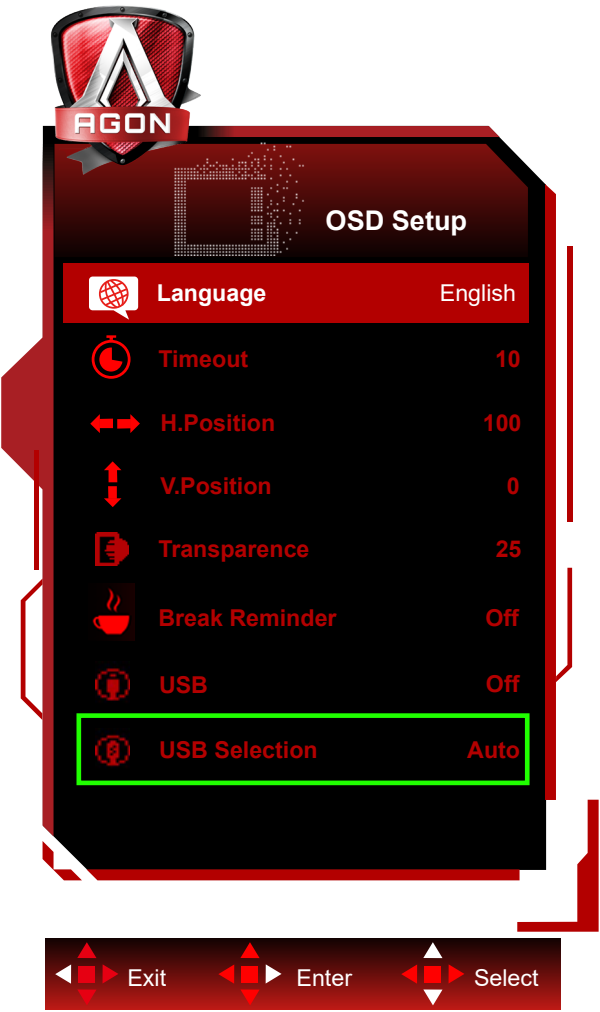 AGON
OSD Setup
Language English
Timeout 10
H.Position 100
V.Position 0
Transparence 25
Break Reminder Off
USB Off
USB Selection Auto
Exit Enter Select